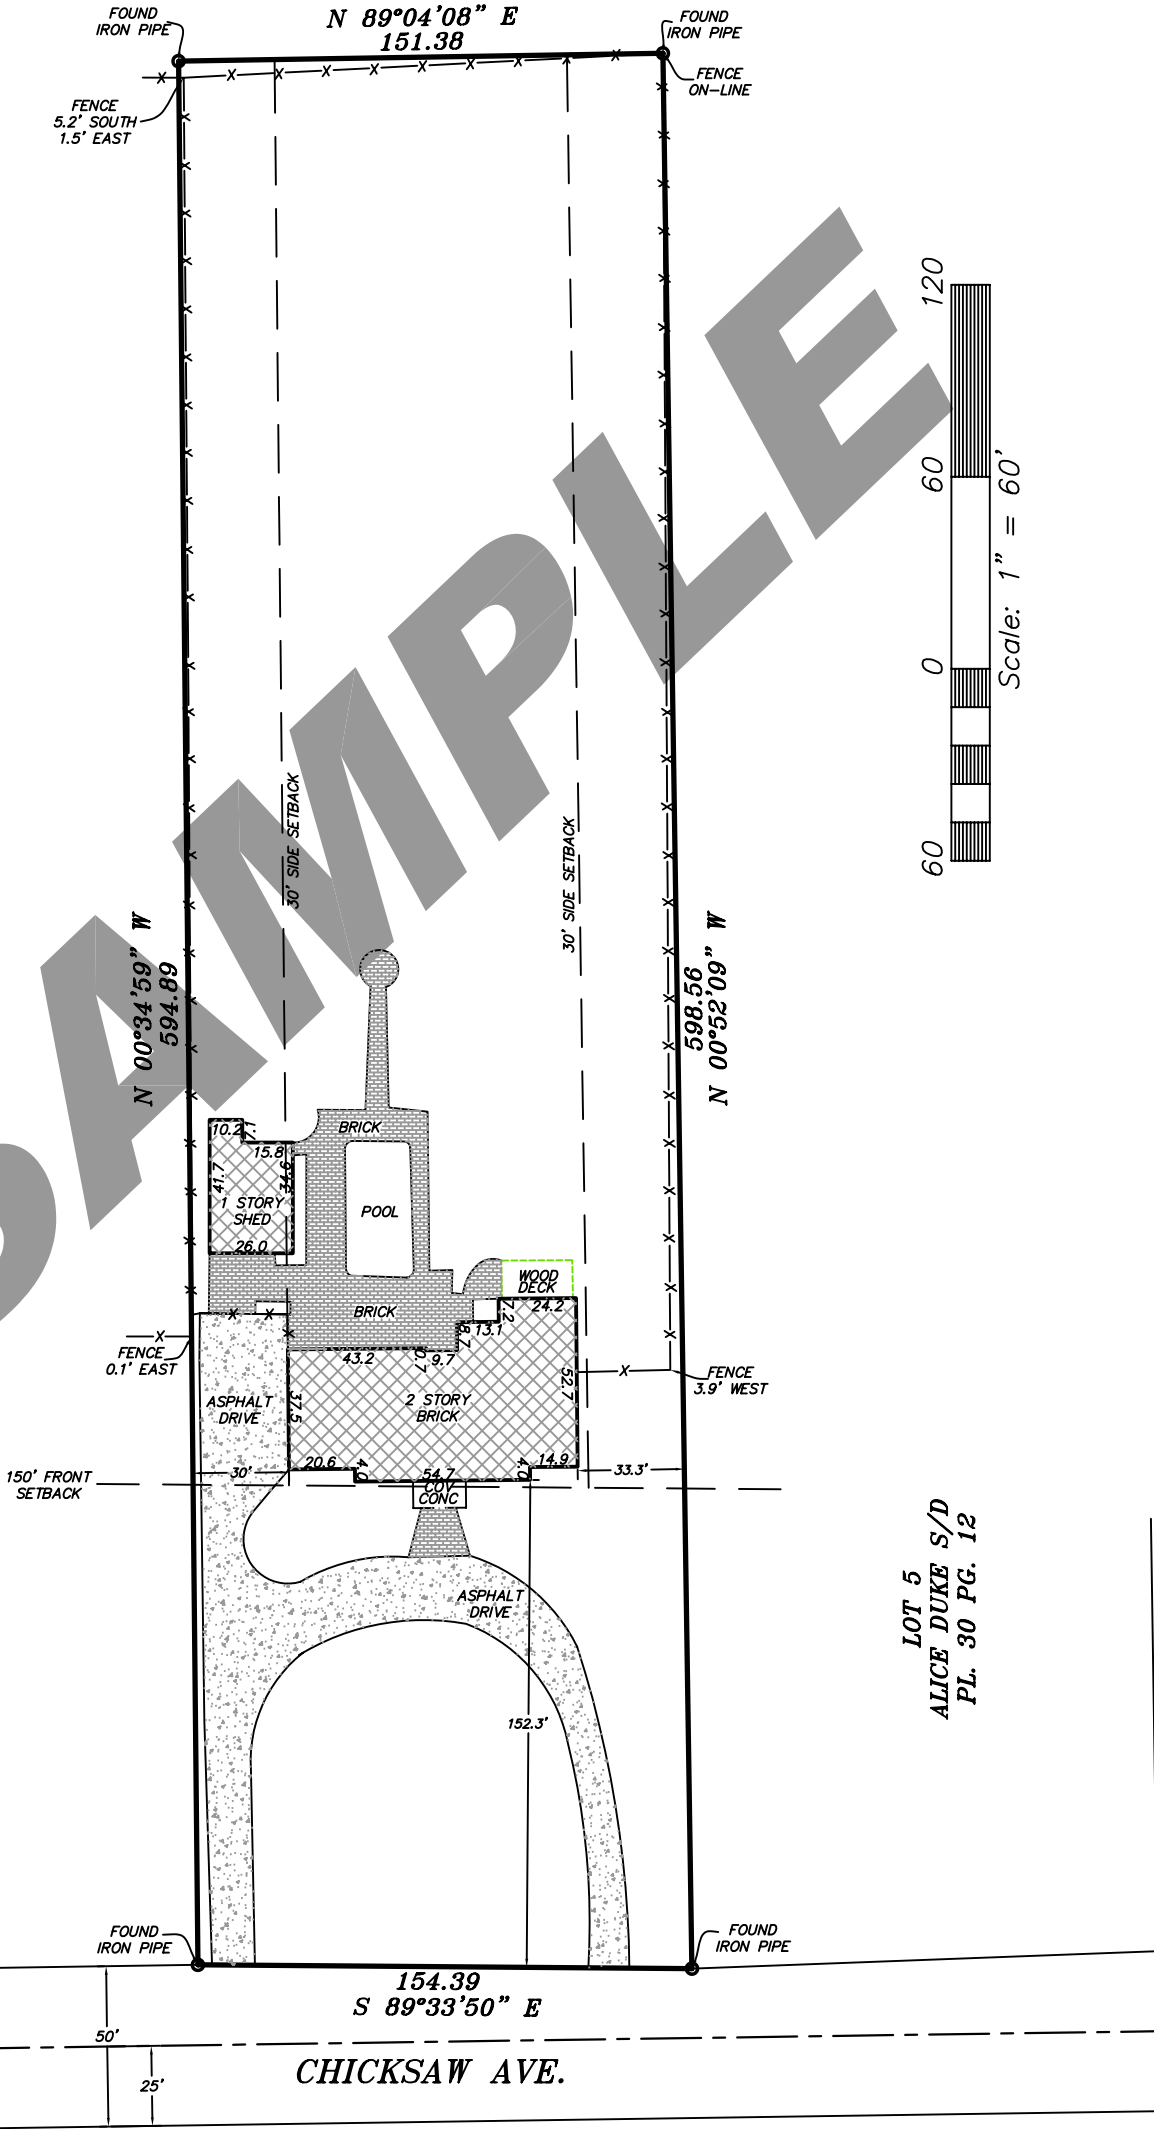 FOUND
IRON PIPE
N 89°04'08" E
151.38
FOUND
IRON PIPE
FENCE
ON-LINE
FENCE
5.2' SOUTH
1.5' EAST
SAMPLE
120
60
0
60
Scale: 1" = 60'
30' SIDE SETBACK
30' SIDE SETBACK
N 00°34'59" W
594.89
598.56
N 00°52'09" W
10.2
7.1
15.8
41.7
34.6
1 STORY
SHED
26.0
BRICK
POOL
BRICK
WOOD
DECK
24.2
7.2
13.1
8.7
9.7
0.7
43.2
FENCE
0.1' EAST
FENCE
3.9' WEST
ASPHALT
DRIVE
37.5
2 STORY
BRICK
52.7
20.6
4.0
54.7
4.0
14.9
30'
33.3'
150' FRONT
SETBACK
COV
CONC
ASPHALT
DRIVE
152.3'
LOT 5
ALICE DUKE S/D
PL. 30 PG. 12
FOUND
IRON PIPE
FOUND
IRON PIPE
154.39
S 89°33'50" E
50'
25'
CHICKSAW AVE.